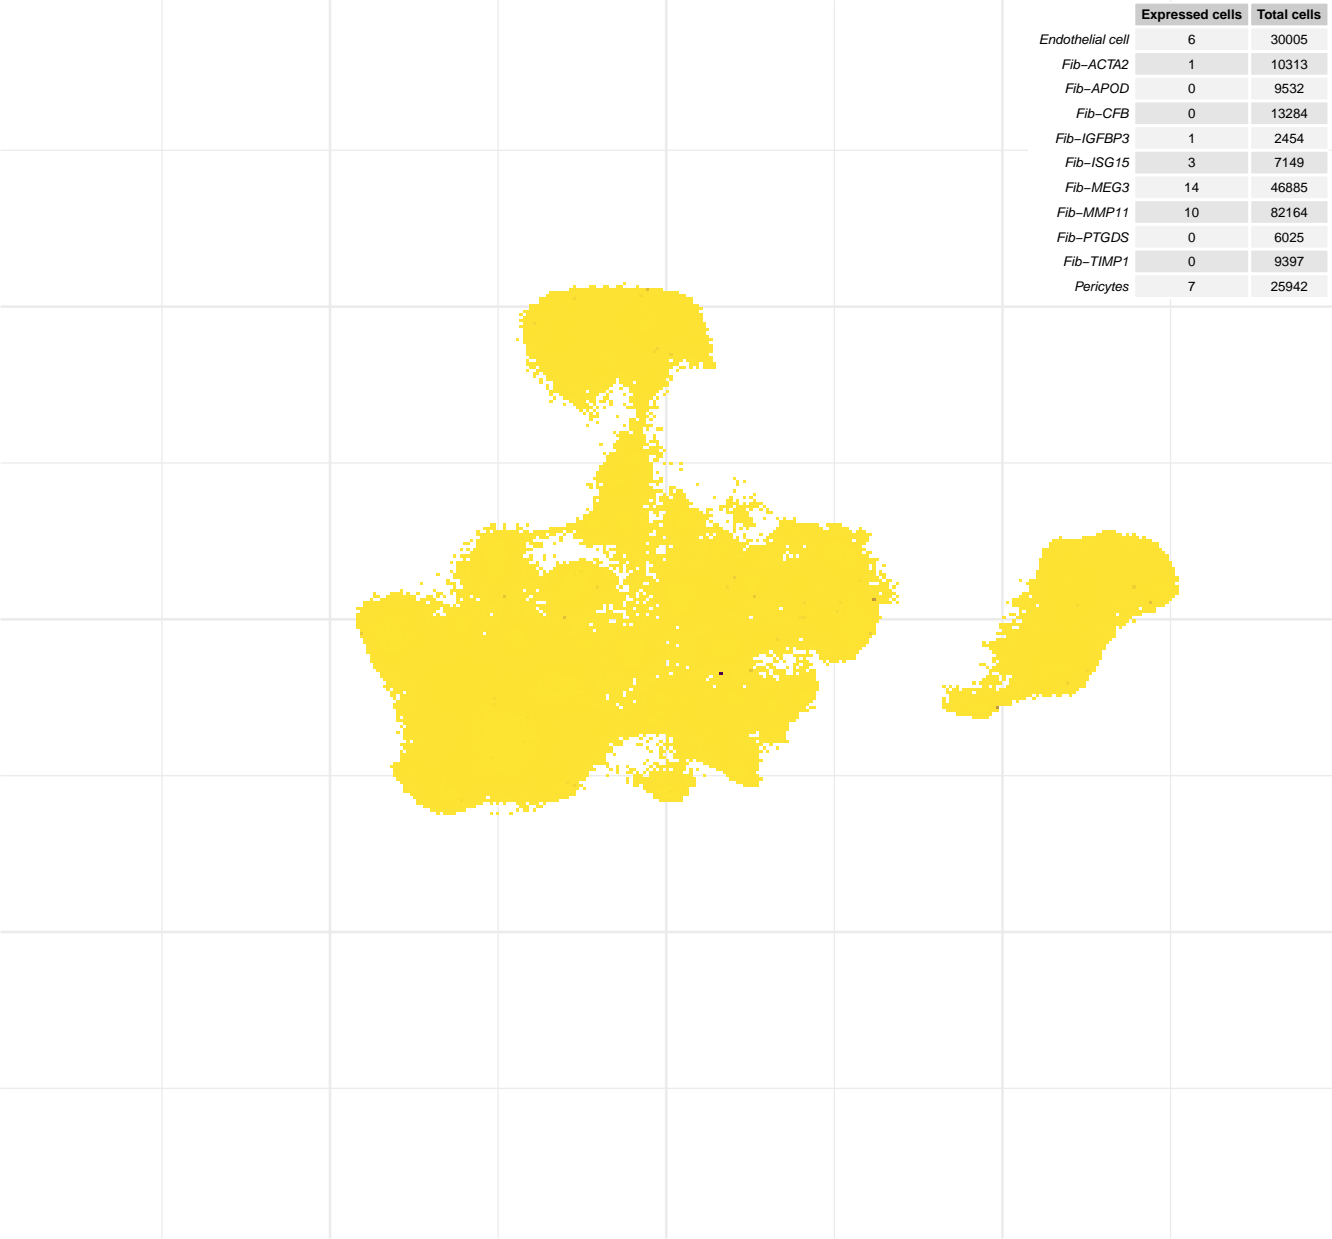 Expressed cells Total cells
Endothelial cell 6 30005
Fib−ACTA2 1 10313
Fib−APOD 0 9532
Fib−CFB 0 13284
Fib−IGFBP3 1 2454
Fib−ISG15 3 7149
Fib−MEG3 14 46885
Fib−MMP11 10 82164
Fib−PTGDS 0 6025
Fib−TIMP1 0 9397
Pericytes 7 25942